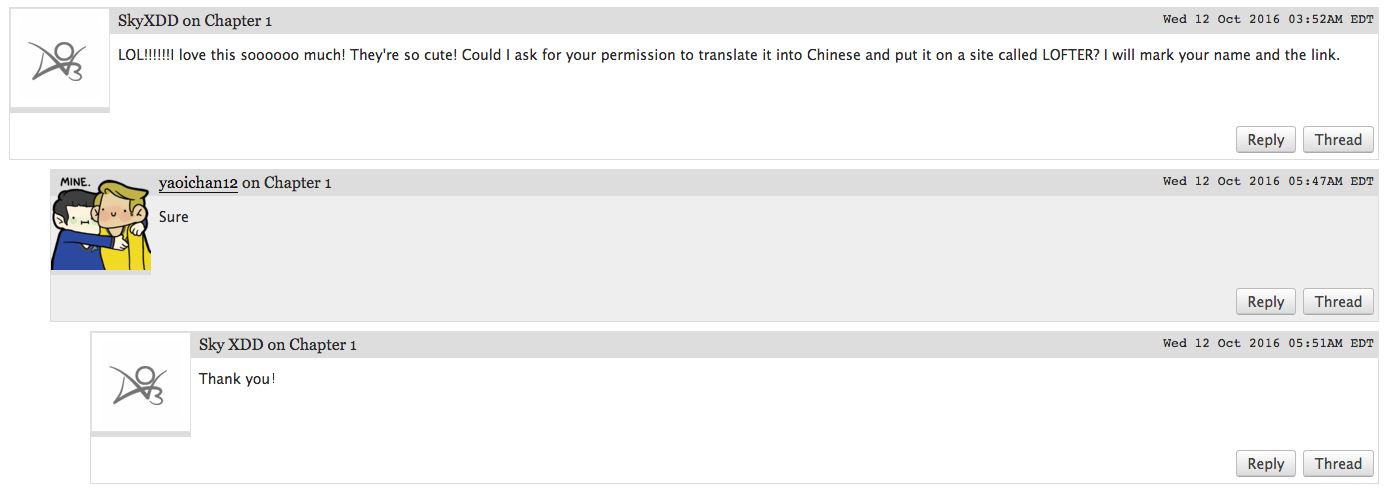 SkyXDD on Chapter 1
Wed 12 Oct 2016 03:52AM EDT
LOL!!!!!!!I love this soooooo much! They're so cute! Could I ask for your permission to translate it into Chinese and put it on a site called LOFTER? I will mark your name and the link.
Reply
Thread
MINE.
yaoichan12 on Chapter 1
Wed 12 Oct 2016 05:47AM EDT
Sure
Reply
Thread
Sky XDD on Chapter 1
Wed 12 Oct 2016 05:51AM EDT
Thank you!
Reply
Thread